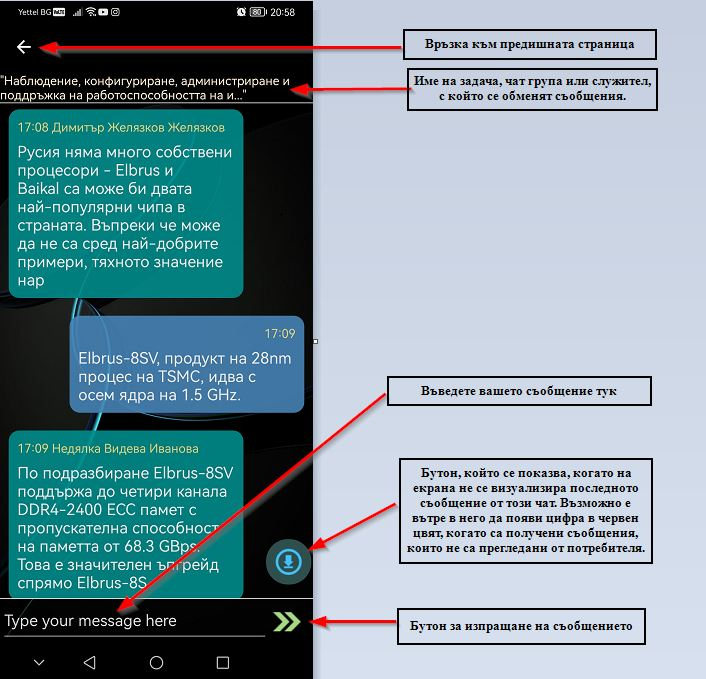 Yettel BG VoLTE 80 20:58
Връзка към предишната страница
"Наблюдение, конфигуриране, администриране и
поддръжка на работоспособността на и..."
Име на задача, чат група или служител,
с който се обменят съобщения.
17:08 Димитър Желязков Желязков
Русия няма много собствени
процесори - Elbrus и
Baikal са може би двата
най-популярни чипа в
страната. Въпреки че може
да не са сред най-добрите
примери, тяхното значение
нар
17:09
Elbrus-8SV, продукт на 28nm
процес на TSMC, идва с
осем ядра на 1.5 GHz.
Въведете вашето съобщение тук
17:09 Недялка Видева Иванова
По подразбиране Elbrus-8SV
поддържа до четири канала
DDR4-2400 ECC памет с
пропускателна способност
на паметта от 68.3 GBps.
Това е значителен ъпгрейд
спрямо Elbrus-8S
Бутон, който се показва, когато на
екрана не се визуализира последното
съобщение от този чат. Възможно е
вътре в него да появи цифра в червен
цвят, когато са получени съобщения,
които не са прегледани от потребителя.
Type your message here
Бутон за изпращане на съобщението